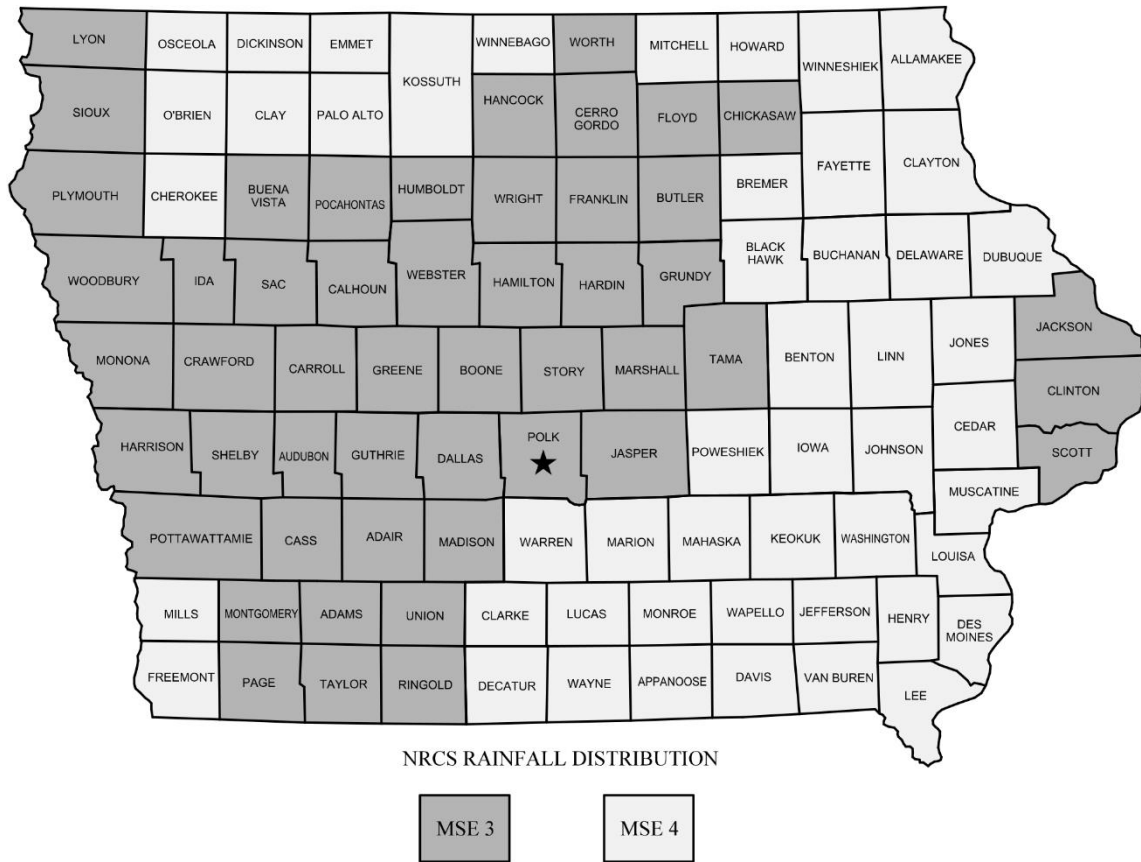 LYON
OSCEOLA
DICKINSON
EMMET
KOSSUTH
WINNEBAGO
WORTH
MITCHELL
HOWARD
WINNESHIEK
ALLAMAKEE
SIOUX
O'BRIEN
CLAY
PALO ALTO
HANCOCK
CERRO
GORDO
FLOYD
CHICKASAW
FAYETTE
CLAYTON
PLYMOUTH
CHEROKEE
BUENA
VISTA
POCAHONTAS
HUMBOLDT
WRIGHT
FRANKLIN
BUTLER
BREMER
WOODBURY
IDA
SAC
CALHOUN
WEBSTER
HAMILTON
HARDIN
GRUNDY
BLACK
HAWK
BUCHANAN
DELAWARE
DUBUQUE
MONONA
CRAWFORD
CARROLL
GREENE
BOONE
STORY
MARSHALL
TAMA
BENTON
LINN
JONES
JACKSON
CLINTON
HARRISON
SHELBY
AUDUBON
GUTHRIE
DALLAS
POLK
JASPER
POWESHIEK
IOWA
JOHNSON
CEDAR
SCOTT
MUSCATINE
POTTAWATTAMIE
CASS
ADAIR
MADISON
WARREN
MARION
MAHASKA
KEOKUK
WASHINGTON
LOUISA
MILLS
MONTGOMERY
ADAMS
UNION
CLARKE
LUCAS
MONROE
WAPELLO
JEFFERSON
HENRY
DES
MOINES
FREEMONT
PAGE
TAYLOR
RINGOLD
DECATUR
WAYNE
APPANOOSE
DAVIS
VAN BUREN
LEE
NRCS RAINFALL DISTRIBUTION
MSE 3
MSE 4